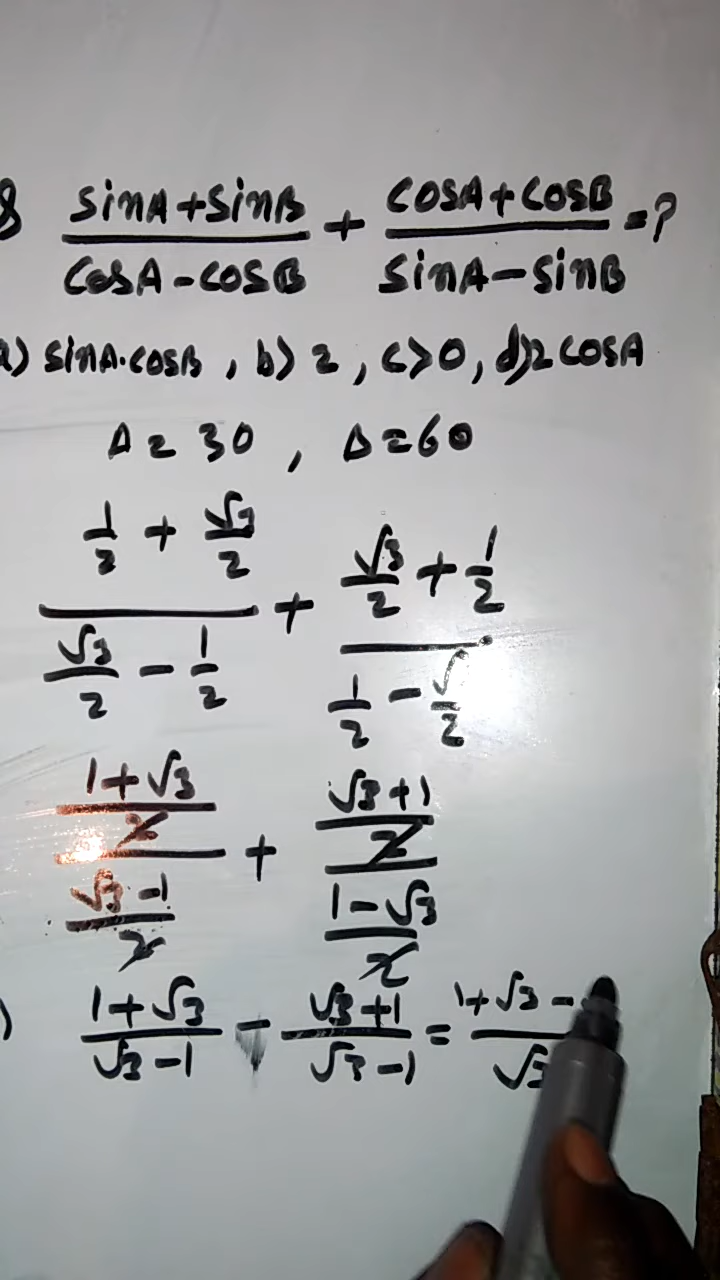 8 SinA+SinB/COSA-COSB + COSA+COSB/SinA-SinB =?
a) SinA.COSB , b) 2 , c>0, d)2COSA
A = 30 , B=60
1/2 + √3/2 / √3/2 - 1/2 + √3/2 + 1/2 / 1/2 - √/2
1+√3/2 / √3-1/2 + √3+1/2 / 1-√3/2
) 1+√3/√3-1 - √3+1/√3-1 = 1+√3-/√3